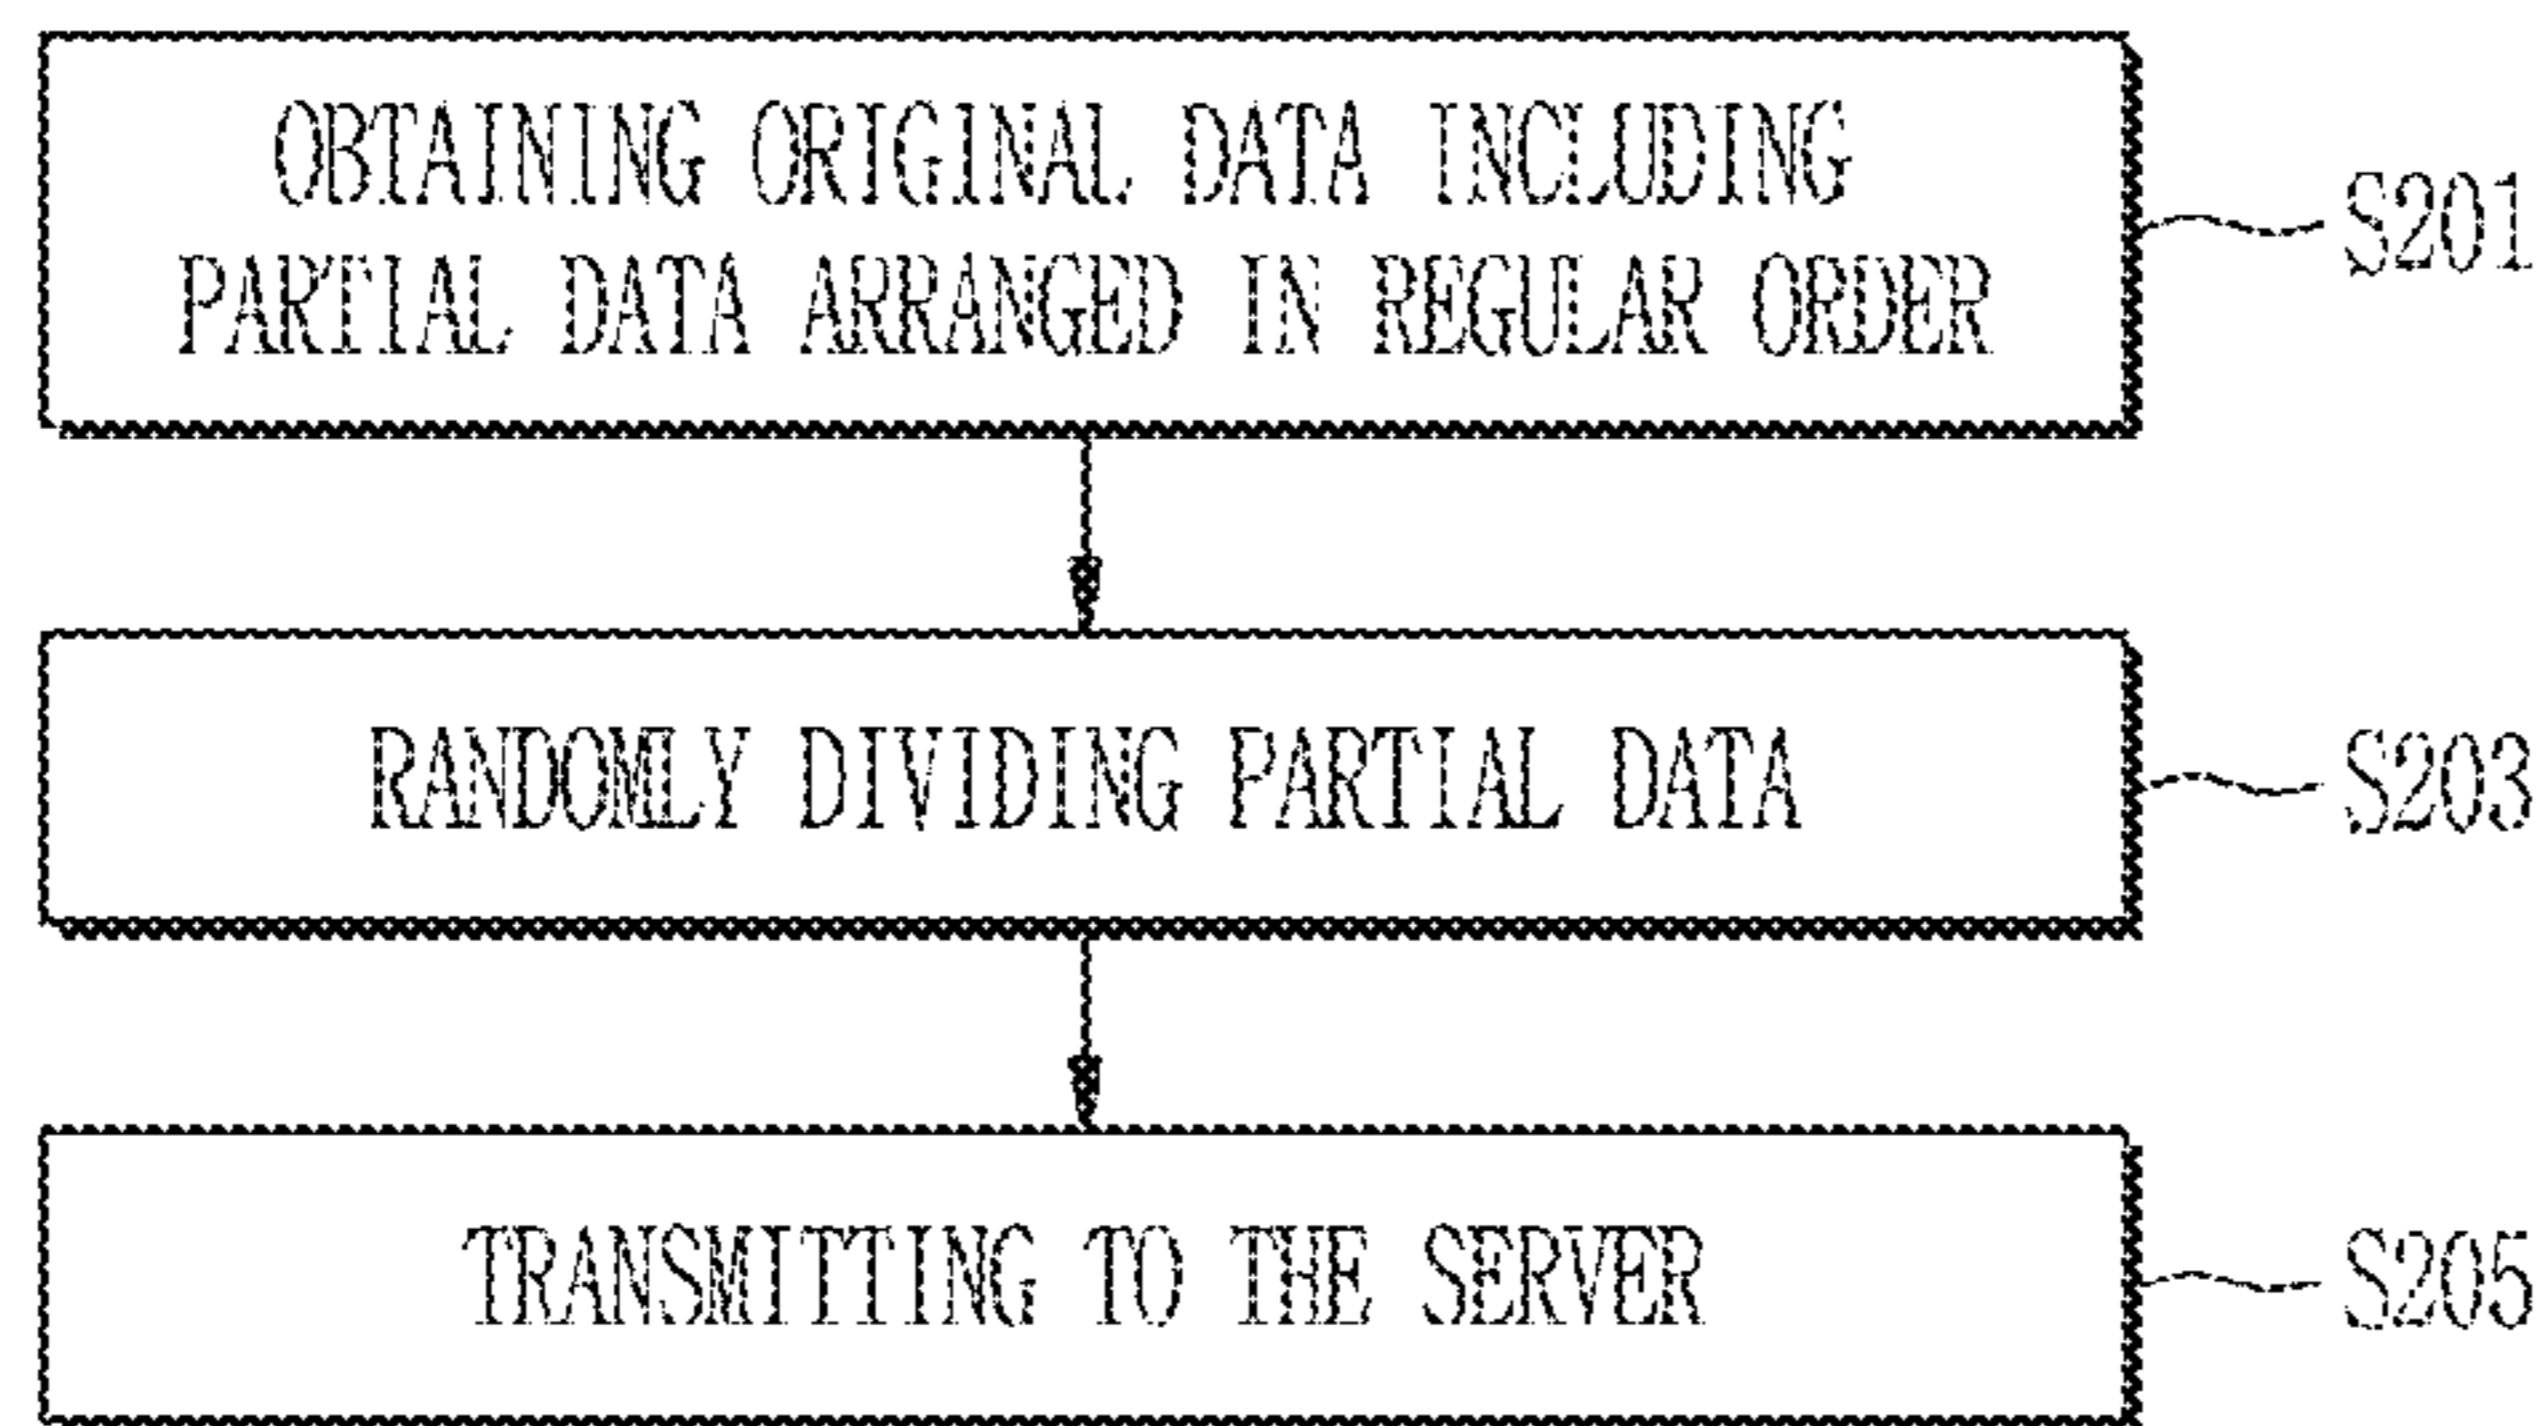 OBTAINING ORIGINAL DATA INCLUDING
PARTIAL DATA ARRANGED IN REGULAR ORDER
S201
RANDOMLY DIVIDING PARTIAL DATA
S203
TRANSMITTING TO THE SERVER
S205